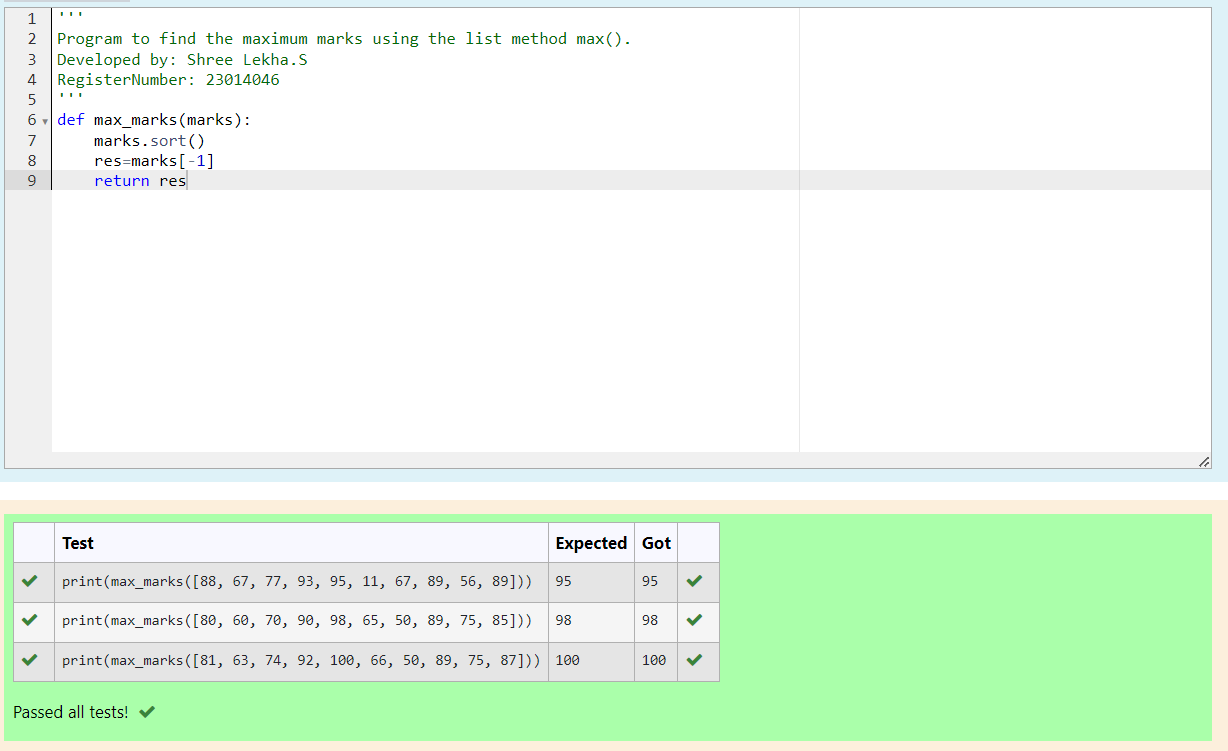 1 '''
2 Program to find the maximum marks using the list method max().
3 Developed by: Shree Lekha.S
4 RegisterNumber: 23014046
5 '''
6 def max_marks(marks):
7     marks.sort()
8     res=marks[-1]
9     return res
Test Expected Got
print(max_marks([88, 67, 77, 93, 95, 11, 67, 89, 56, 89])) 95 95
print(max_marks([80, 60, 70, 90, 98, 65, 50, 89, 75, 85])) 98 98
print(max_marks([81, 63, 74, 92, 100, 66, 50, 89, 75, 87])) 100 100
Passed all tests!